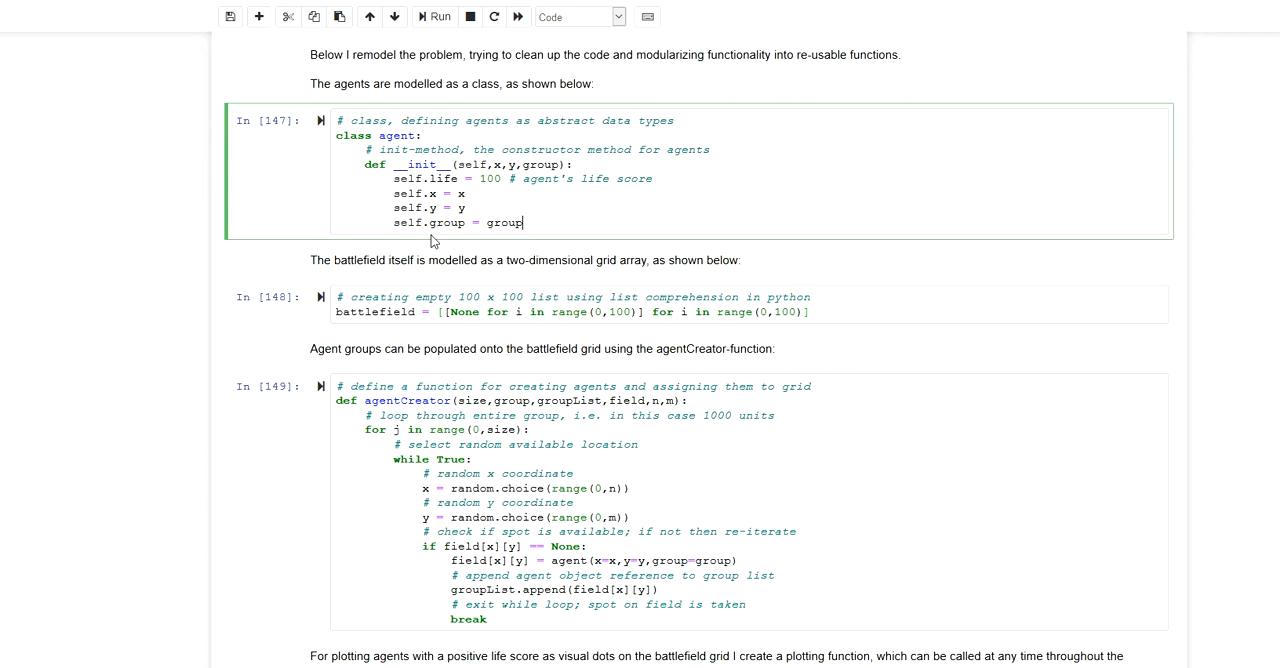 Run Code
Below I remodel the problem, trying to clean up the code and modularizing functionality into re-usable functions.
The agents are modelled as a class, as shown below:
In [147]: # class, defining agents as abstract data types
class agent:
# init-method, the constructor method for agents
def __init__(self,x,y,group):
self.life = 100 # agent's life score
self.x = x
self.y = y
self.group = group
The battlefield itself is modelled as a two-dimensional grid array, as shown below:
In [148]: # creating empty 100 x 100 list using list comprehension in python
battlefield = [[None for i in range(0,100)] for i in range(0,100)]
Agent groups can be populated onto the battlefield grid using the agentCreator-function:
In [149]: # define a function for creating agents and assigning them to grid
def agentCreator(size,group,groupList,field,n,m):
# loop through entire group, i.e. in this case 1000 units
for j in range(0,size):
# select random available location
while True:
# random x coordinate
x = random.choice(range(0,n))
# random y coordinate
y = random.choice(range(0,m))
# check if spot is available; if not then re-iterate
if field[x][y] == None:
field[x][y] = agent(x=x,y=y,group=group)
# append agent object reference to group list
groupList.append(field[x][y])
# exit while loop; spot on field is taken
break
For plotting agents with a positive life score as visual dots on the battlefield grid I create a plotting function, which can be called at any time throughout the